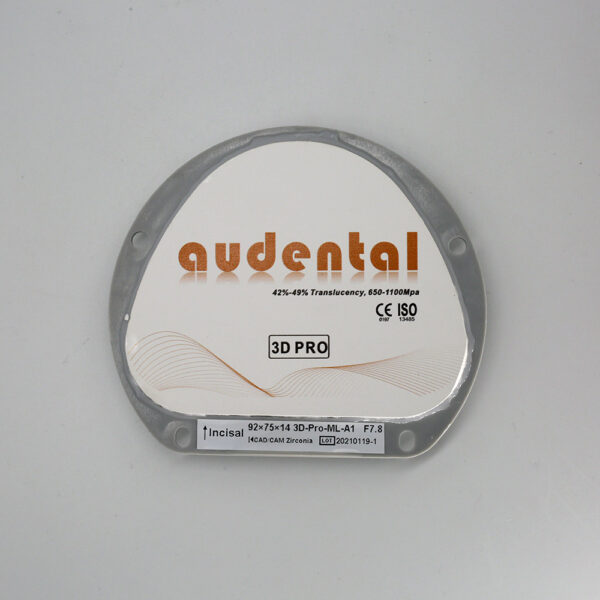 audental
42%-49% Translucency, 650-1100Mpa
CE ISO
0197 13485
3D PRO
↑Incisal 92×75×14 3D-Pro-ML-A1 F7.8
CAD/CAM Zirconia LOT 20210119-1